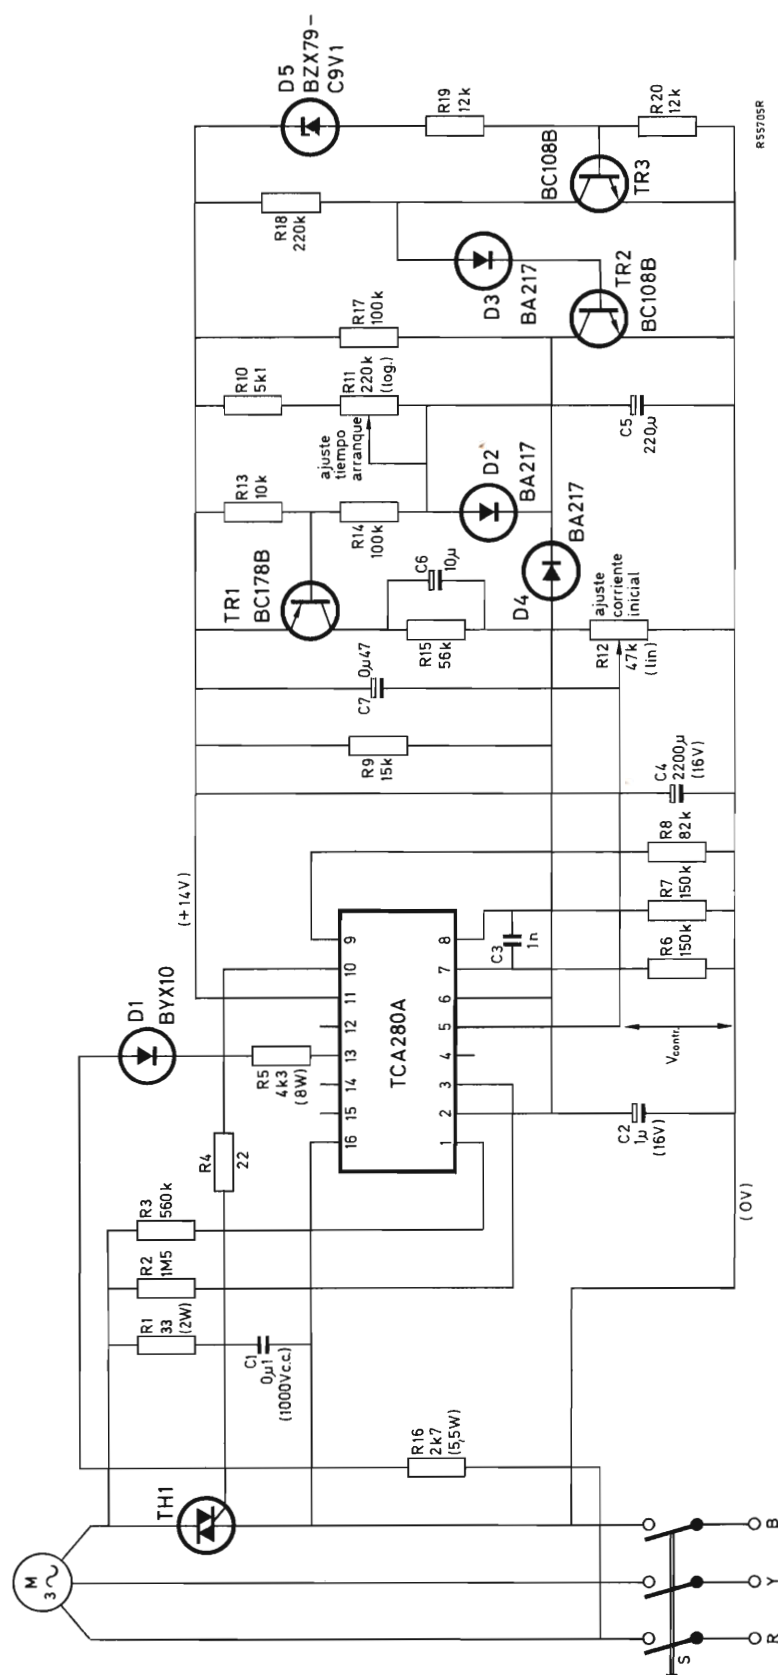 D5
BZX79-
C9V1
R19
12k
R20
12k
R55705R
R18
220k
BC108B
TR3
D3
BA217
TR2
BC108B
R17
100k
R10
5k1
R11
220k
(log.)
ajuste
tiempo
arranque
C5
220µ
R13
10k
R14
100k
D2
BA217
D4
BA217
TR1
BC178B
C6
10µ
R15
56k
ajuste
corriente
inicial
R12
47k
(lin)
C7
0µ47
R9
15k
C4
2200µ
(16V)
R8
82k
R7
150k
R6
150k
C3
1n
(+14V)
D1
BYX10
R5
4k3
(8W)
R4
22
TCA280A
16
15
14
13
12
11
10
9
1
2
3
4
5
6
7
8
Vcontr.
C2
1µ
(16V)
(0V)
R3
560k
R2
1M5
R1
33
(2W)
C1
0µ1
(1000Vc.c.)
R16
2k7
(5,5W)
TH1
M
3
S
R
Y
B